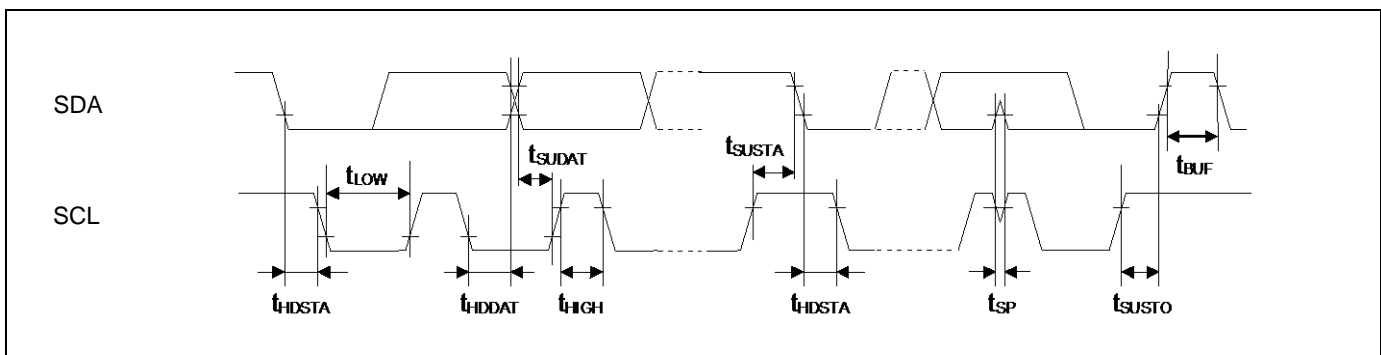 SDA
tSUDAT
tSUSTA
tBUF
tLOW
SCL
tHDSTA
tHDDAT
tHIGH
tHDSTA
tSP
tSUSTO